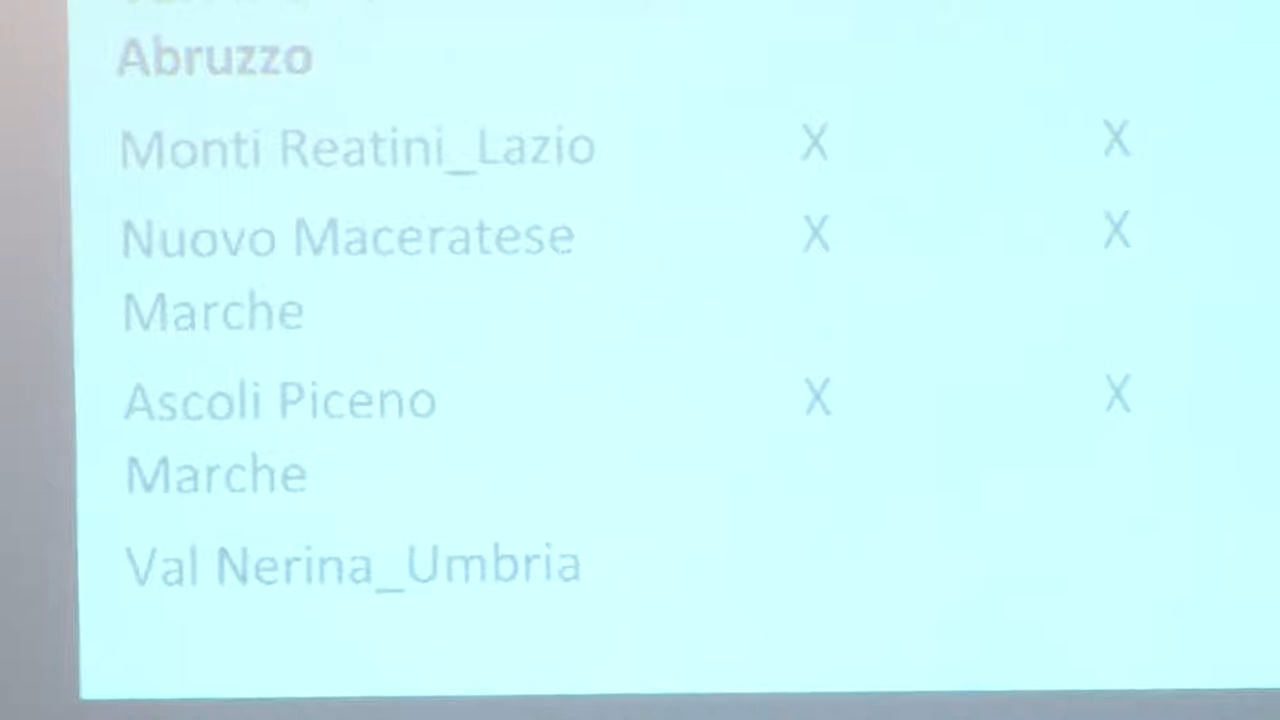 Abruzzo
Monti Reatini_Lazio X X
Nuovo Maceratese X X
Marche
Ascoli Piceno X X
Marche
Val Nerina_Umbria